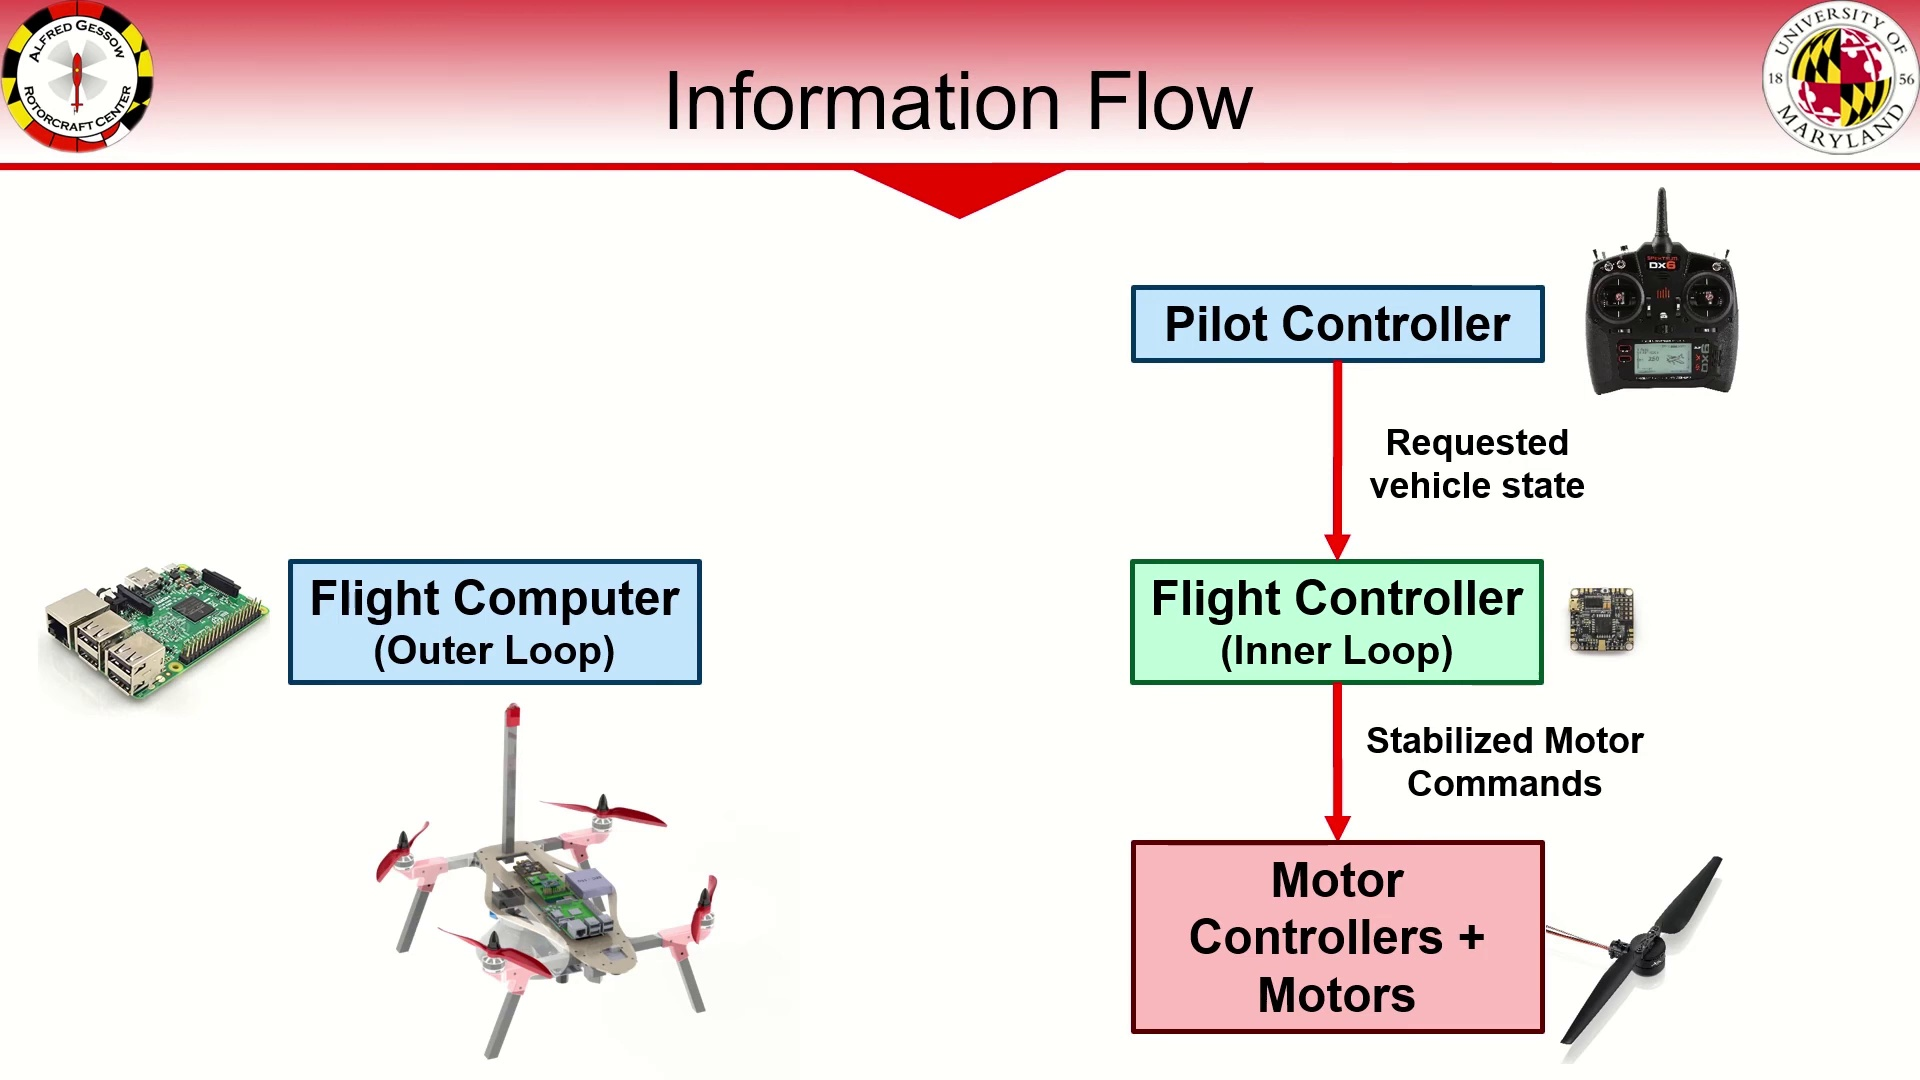 ALFRED GESSOW
ROTORCRAFT CENTER
Information Flow
UNIVERSITY OF
18 56
MARYLAND
Pilot Controller
DX6
Requested
vehicle state
Flight Computer
(Outer Loop)
Flight Controller
(Inner Loop)
Stabilized Motor
Commands
Motor
Controllers +
Motors